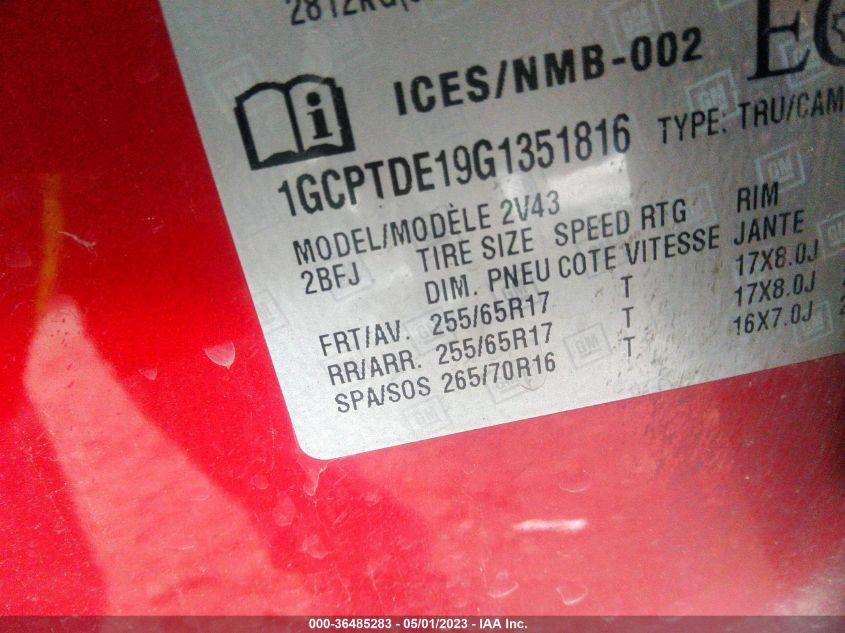 ICES/NMB-002
1GCPTDE19G1351816 TYPE: TRU/CAM
MODEL/MODÈLE 2V43
2BFJ TIRE SIZE SPEED RTG RIM
DIM. PNEU COTE VITESSE JANTE
FRT/AV. 255/65R17 T 17X8.0J
RR/ARR. 255/65R17 T 17X8.0J
SPA/SOS 265/70R16 T 16X7.0J
GM
000-36485283 - 05/01/2023 - IAA Inc.